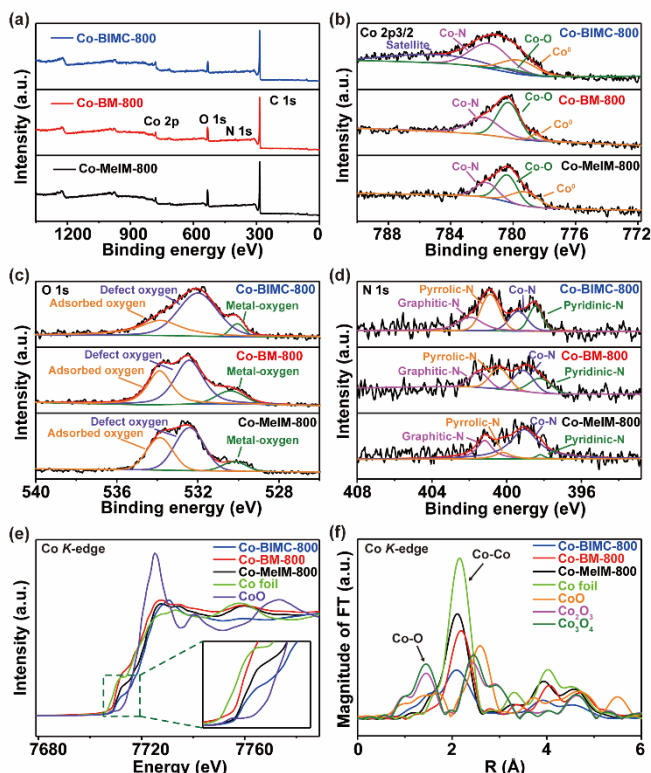 (a)
Co-BIMC-800
Co-BM-800
Co 2p
O 1s
N 1s
C 1s
Co-MeIM-800
Intensity (a.u.)
1200 900 600 300 0
Binding energy (eV)
(b)
Co 2p3/2
Co-N
Co-BIMC-800
Satellite
Co-O
Co⁰
Co-N
Co-BM-800
Co-O
Co⁰
Co-N
Co-MeIM-800
Co-O
Co⁰
Intensity (a.u.)
788 784 780 776 772
Binding energy (eV)
(c)
O 1s
Defect oxygen
Co-BIMC-800
Adsorbed oxygen
Metal-oxygen
Defect oxygen
Co-BM-800
Adsorbed oxygen
Metal-oxygen
Defect oxygen
Co-MeIM-800
Adsorbed oxygen
Metal-oxygen
Intensity (a.u.)
540 536 532 528
Binding energy (eV)
(d)
N 1s
Pyrrolic-N
Co-BIMC-800
Graphitic-N
Co-N
Pyridinic-N
Pyrrolic-N
Co-N
Co-BM-800
Graphitic-N
Pyridinic-N
Pyrrolic-N
Co-MeIM-800
Co-N
Graphitic-N
Pyridinic-N
Intensity (a.u.)
408 404 400 396
Binding energy (eV)
(e)
Co K-edge
Co-BIMC-800
Co-BM-800
Co-MeIM-800
Co foil
CoO
Intensity (a.u.)
7680 7720 7760
Energy (eV)
(f)
Co K-edge
Co-Co
Co-O
Co-BIMC-800
Co-BM-800
Co-MeIM-800
Co foil
CoO
Co₂O₃
Co₃O₄
Magnitude of FT (a.u.)
0 1 2 3 4 5 6
R (Å)